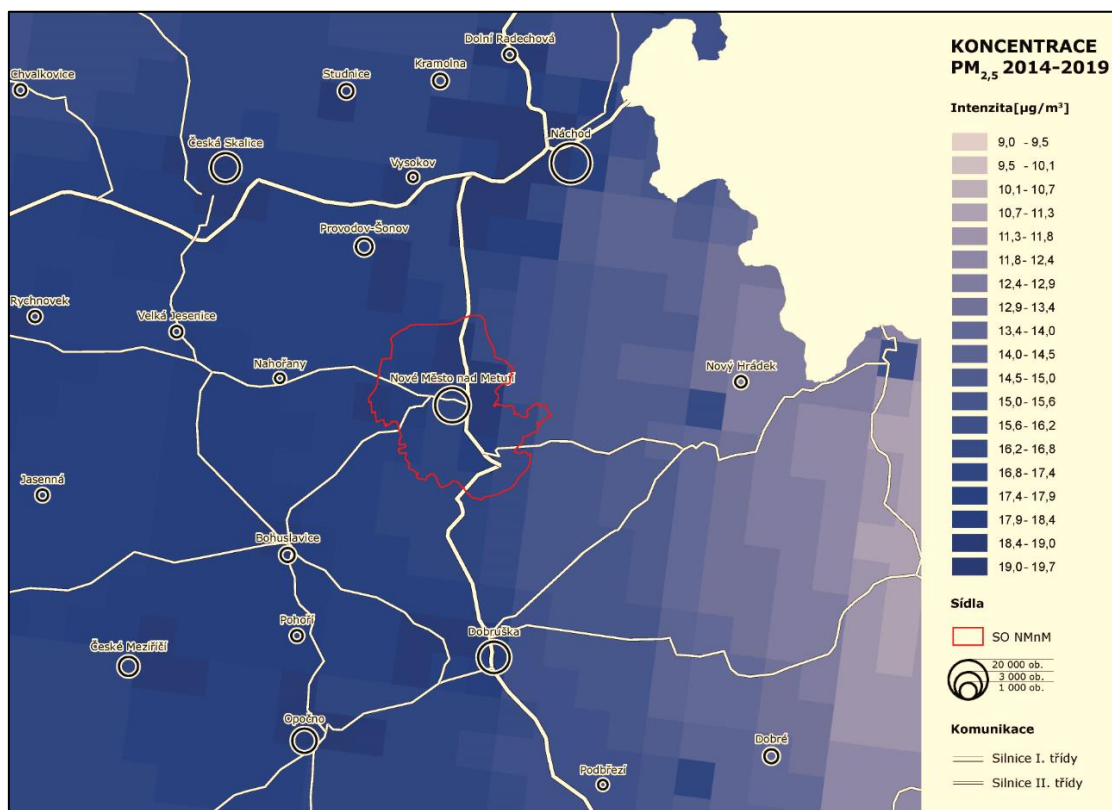 Dolní Radechová
Kramolna
Studnice
Chvalkovice
Náchod
Česká Skalice
Vysokov
Provodov-Šonov
Rychnovek
Velká Jesenice
Nahořany
Nové Město nad Metují
Nový Hrádek
Jasenná
Bohuslavice
Pohoří
České Meziříčí
Dobruška
Opočno
Dobré
Podbřezí
KONCENTRACE
PM2,5 2014-2019
Intenzita[µg/m³]
9,0 - 9,5
9,5 - 10,1
10,1 - 10,7
10,7 - 11,3
11,3 - 11,8
11,8 - 12,4
12,4 - 12,9
12,9 - 13,4
13,4 - 14,0
14,0 - 14,5
14,5 - 15,0
15,0 - 15,6
15,6 - 16,2
16,2 - 16,8
16,8 - 17,4
17,4 - 17,9
17,9 - 18,4
18,4 - 19,0
19,0 - 19,7
Sídla
SO NMnM
20 000 ob.
3 000 ob.
1 000 ob.
Komunikace
Silnice I. třídy
Silnice II. třídy